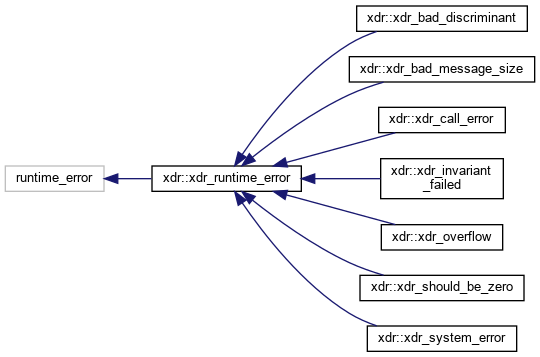 xdr::xdr_bad_discriminant
xdr::xdr_bad_message_size
xdr::xdr_call_error
runtime_error
xdr::xdr_runtime_error
xdr::xdr_invariant
_failed
xdr::xdr_overflow
xdr::xdr_should_be_zero
xdr::xdr_system_error